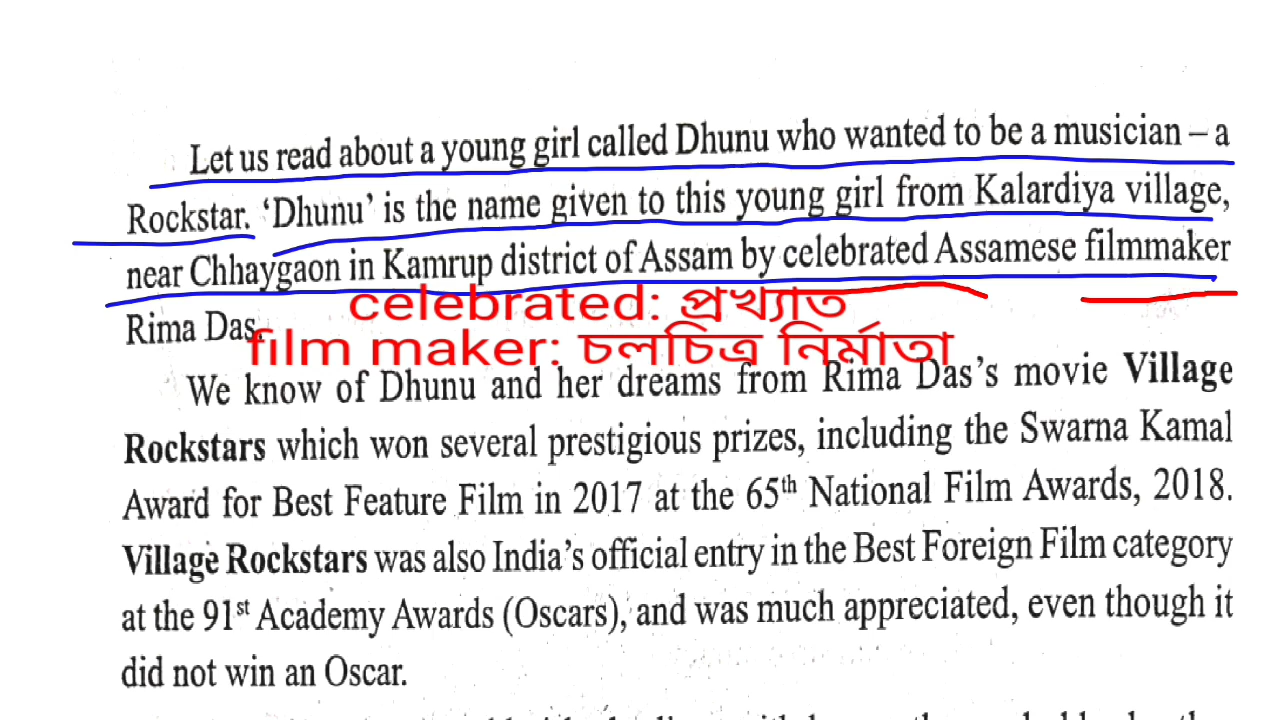 Let us read about a young girl called Dhunu who wanted to be a musician – a
Rockstar. ‘Dhunu’ is the name given to this young girl from Kalardiya village,
near Chhaygaon in Kamrup district of Assam by celebrated Assamese filmmaker
celebrated: প্রখ্যাত
Rima Das.
film maker: চলচিত্র নির্মাতা
We know of Dhunu and her dreams from Rima Das’s movie Village
Rockstars which won several prestigious prizes, including the Swarna Kamal
Award for Best Feature Film in 2017 at the 65th National Film Awards, 2018.
Village Rockstars was also India’s official entry in the Best Foreign Film category
at the 91st Academy Awards (Oscars), and was much appreciated, even though it
did not win an Oscar.